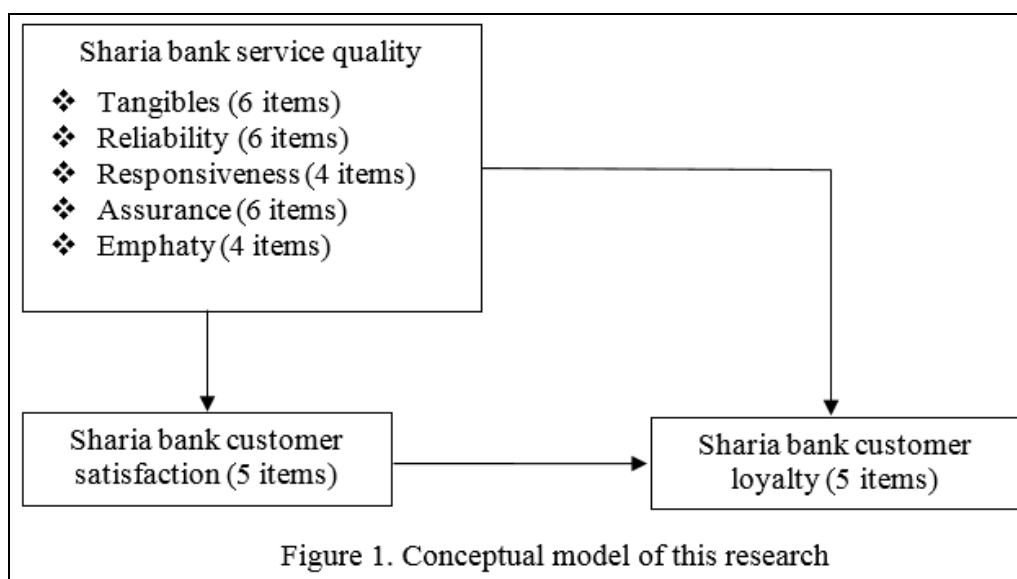 Sharia bank service quality
❖ Tangibles (6 items)
❖ Reliability (6 items)
❖ Responsiveness (4 items)
❖ Assurance (6 items)
❖ Emphaty (4 items)
Sharia bank customer
satisfaction (5 items)
Sharia bank customer
loyalty (5 items)
Figure 1. Conceptual model of this research